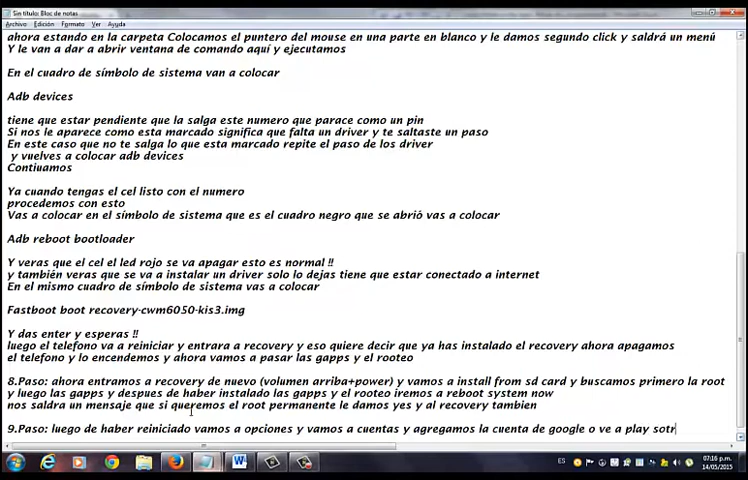 Sin título: Bloc de notas
Archivo Edición Formato Ver Ayuda
ahora estando en la carpeta Colocamos el puntero del mouse en una parte en blanco y le damos segundo click y saldrá un menú
Y le van a dar a abrir ventana de comando aquí y ejecutamos
En el cuadro de símbolo de sistema van a colocar
Adb devices
tiene que estar pendiente que la salga este numero que parace como un pin
Si nos le aparece como esta marcado significa que falta un driver y te saltaste un paso
En este caso que no te salga lo que esta marcado repite el paso de los driver
y vuelves a colocar adb devices
Contiuamos
Ya cuando tengas el cel listo con el numero
procedemos con esto
Vas a colocar en el símbolo de sistema que es el cuadro negro que se abrió vas a colocar
Adb reboot bootloader
Y veras que el cel el led rojo se va apagar esto es normal !!
y también veras que se va a instalar un driver solo lo dejas tiene que estar conectado a internet
En el mismo cuadro de símbolo de sistema vas a colocar
Fastboot boot recovery-cwm6050-kis3.img
Y das enter y esperas !!
luego el telefono va a reiniciar y entrara a recovery y eso quiere decir que ya has instalado el recovery ahora apagamos
el telefono y lo encendemos y ahora vamos a pasar las gapps y el rooteo
8.Paso: ahora entramos a recovery de nuevo (volumen arriba+power) y vamos a install from sd card y buscamos primero la root
y luego las gapps y despues de haber instalado las gapps y el rooteo iremos a reboot system now
nos saldra un mensaje que si queremos el root permanente le damos yes y al recovery tambien
9.Paso: luego de haber reiniciado vamos a opciones y vamos a cuentas y agregamos la cuenta de google o ve a play sotr
ES
07:16 p.m.
14/05/2015